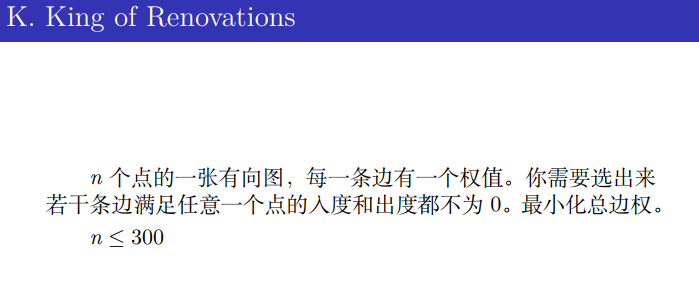 K. King of Renovations
n 个点的一张有向图，每一条边有一个权值。你需要选出来
若干条边满足任意一个点的入度和出度都不为 0。最小化总边权。
n ≤ 300